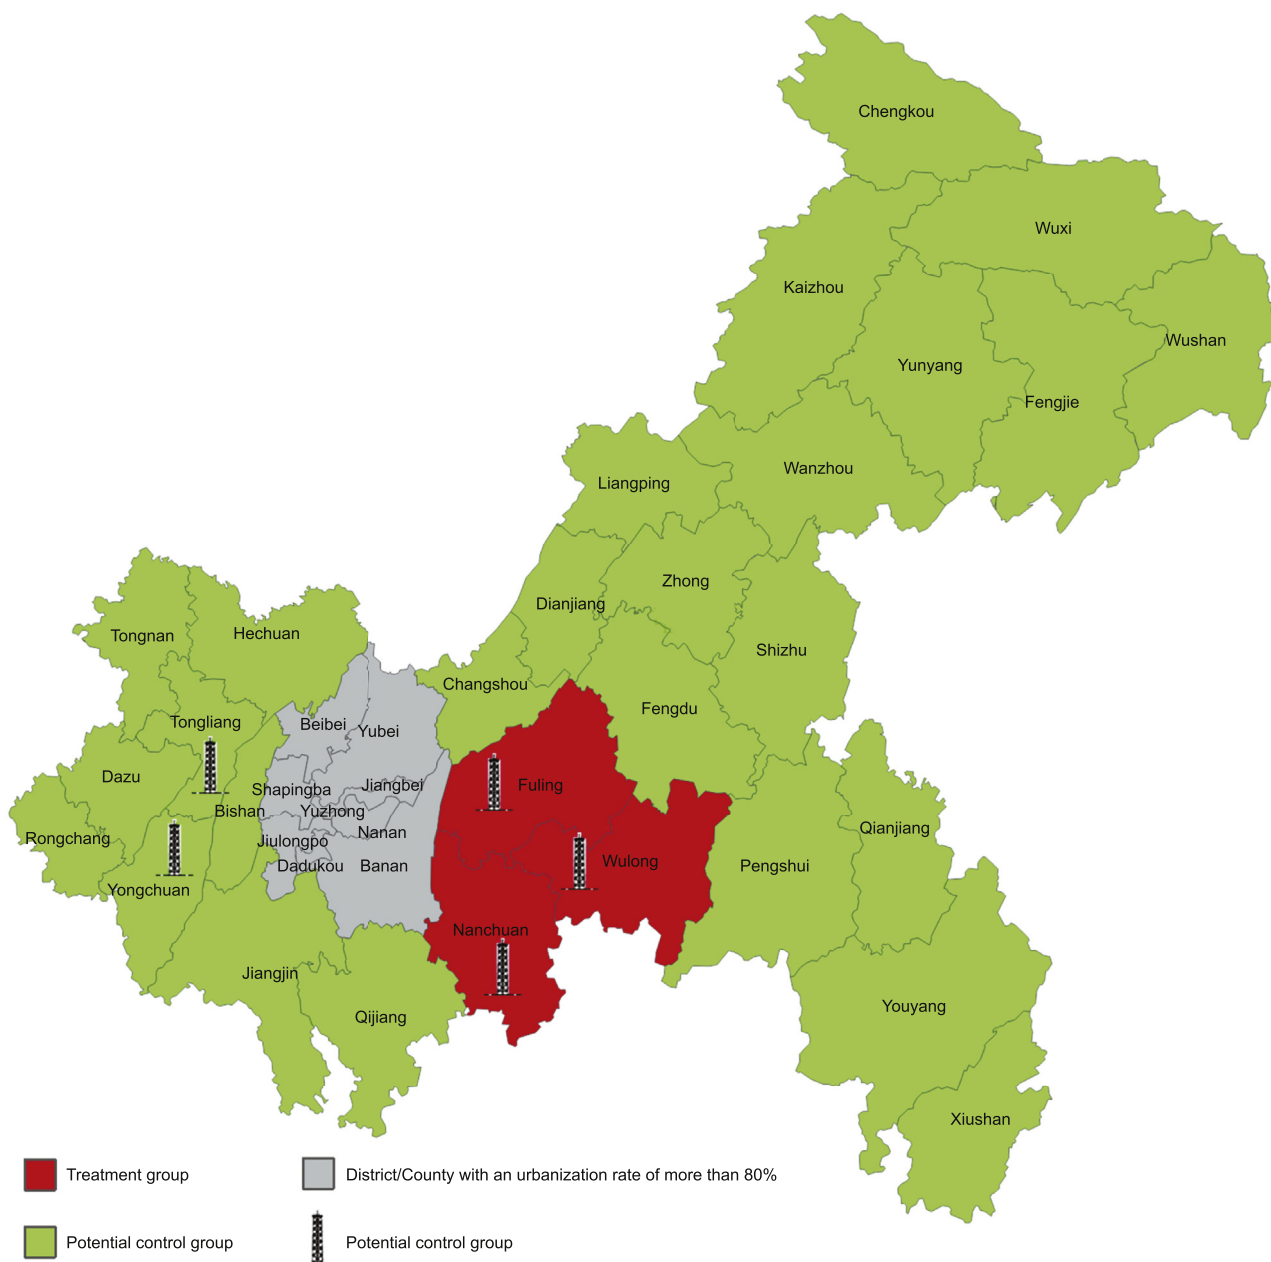 Chengkou
Wuxi
Kaizhou
Wushan
Yunyang
Fengjie
Wanzhou
Liangping
Zhong
Dianjiang
Tongnan
Hechuan
Shizhu
Changshou
Fengdu
Tongliang
Beibei
Yubei
Dazu
Shapingba
Jiangbei
Fuling
Bishan
Yuzhong
Rongchang
Jiulongpo
Nanan
Qianjiang
Dadukou
Banan
Wulong
Pengshui
Yongchuan
Nanchuan
Jiangjin
Qijiang
Youyang
Xiushan
Treatment group
District/County with an urbanization rate of more than 80%
Potential control group
Potential control group